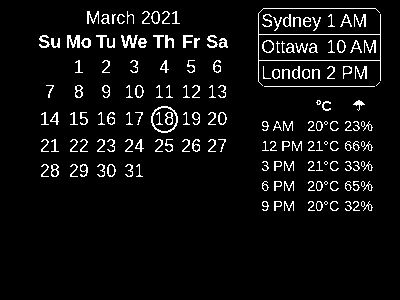 March 2021
Su Mo Tu We Th Fr Sa
1 2 3 4 5 6
7 8 9 10 11 12 13
14 15 16 17 18 19 20
21 22 23 24 25 26 27
28 29 30 31
Sydney 1 AM
Ottawa 10 AM
London 2 PM
°C ☂
9 AM 20°C 23%
12 PM 21°C 66%
3 PM 21°C 33%
6 PM 20°C 65%
9 PM 20°C 32%